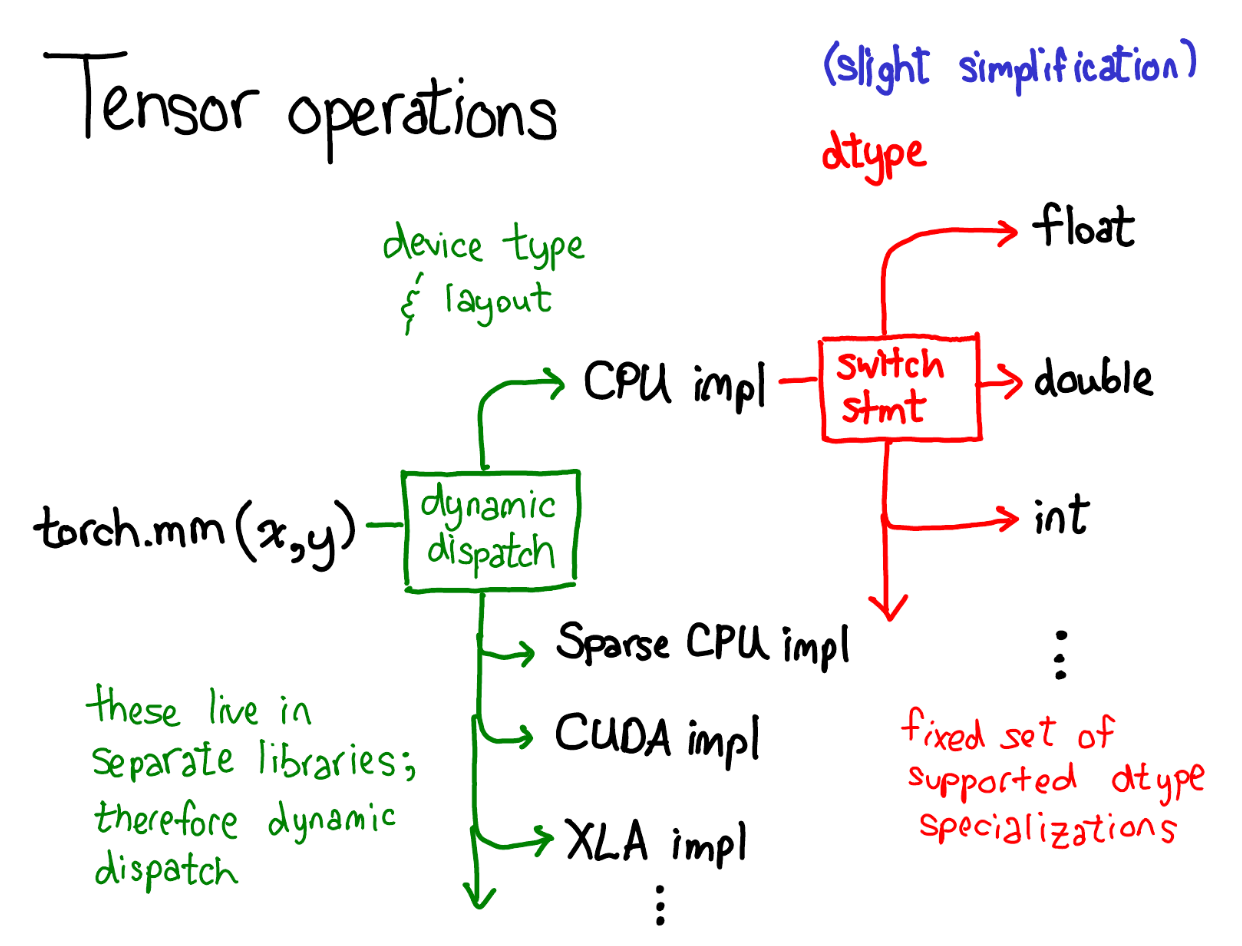 Tensor operations
(slight simplification)
dtype
float
device type
& layout
CPU impl
switch
stmt
double
torch.mm(x,y)
dynamic
dispatch
int
Sparse CPU impl
⋮
these live in
separate libraries;
therefore dynamic
dispatch
CUDA impl
XLA impl
⋮
fixed set of
supported dtype
specializations